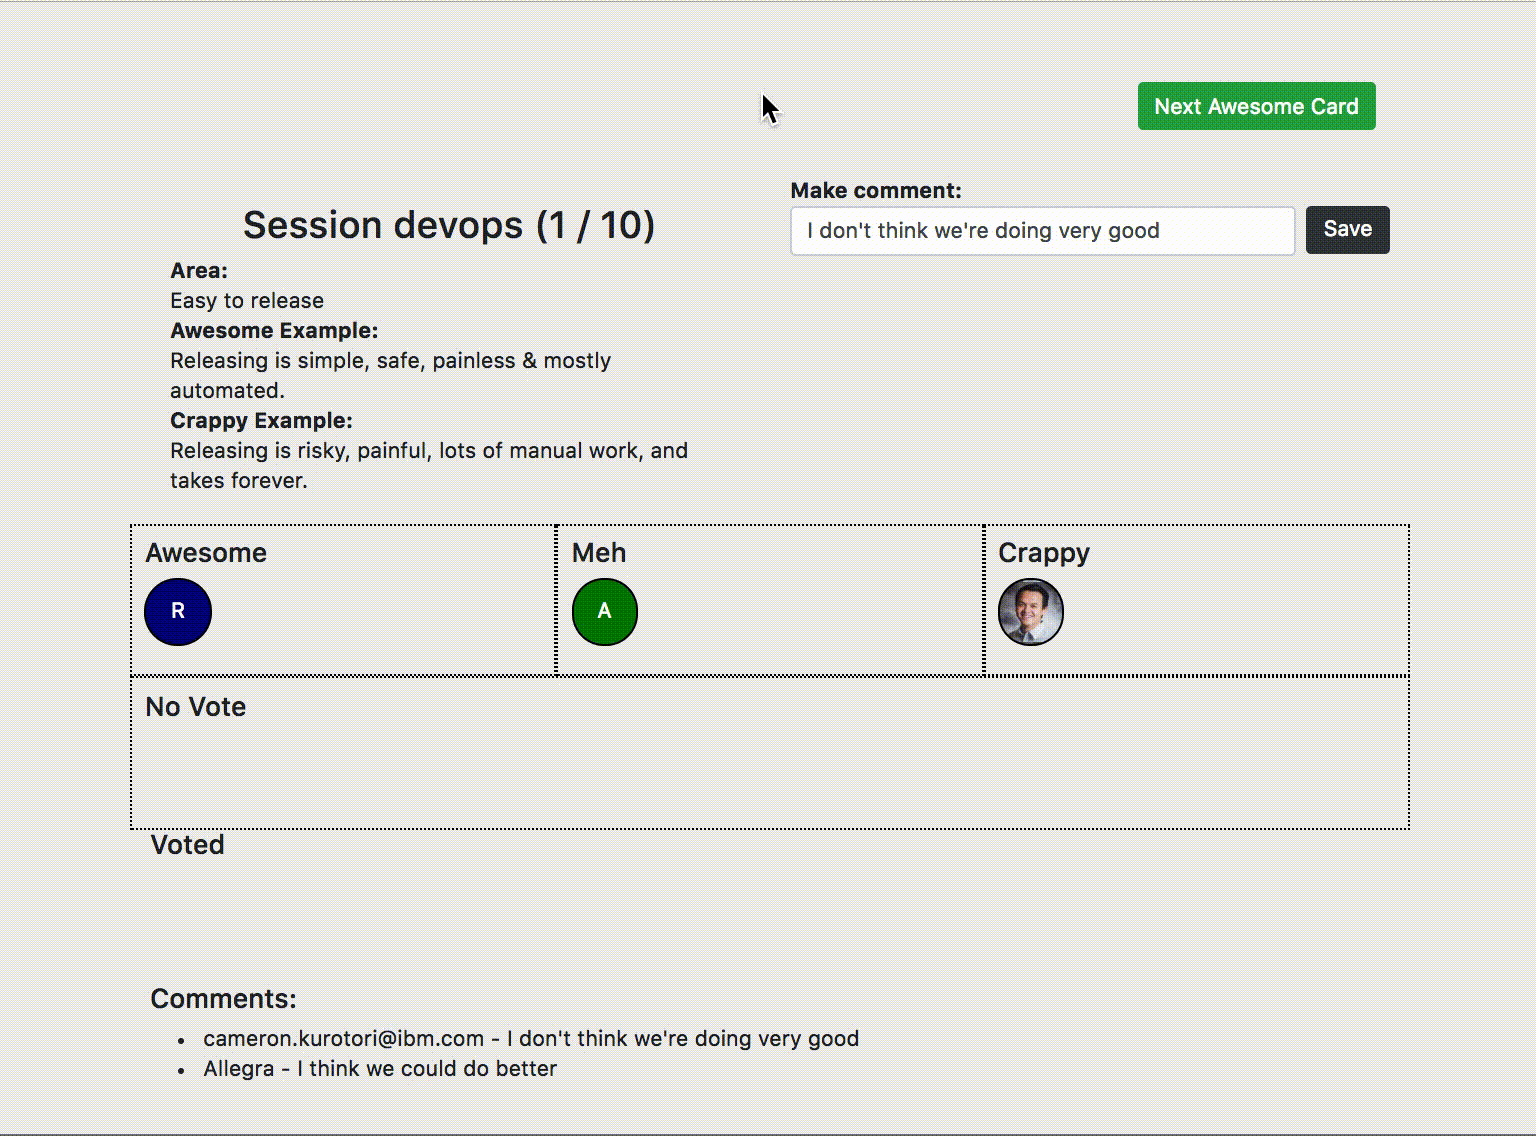 Next Awesome Card
Make comment:
Session devops (1 / 10)
I don't think we're doing very good
Save
Area:
Easy to release
Awesome Example:
Releasing is simple, safe, painless & mostly
automated.
Crappy Example:
Releasing is risky, painful, lots of manual work, and
takes forever.
Awesome
Meh
Crappy
R
A
No Vote
Voted
Comments:
cameron.kurotori@ibm.com - I don't think we're doing very good
Allegra - I think we could do better